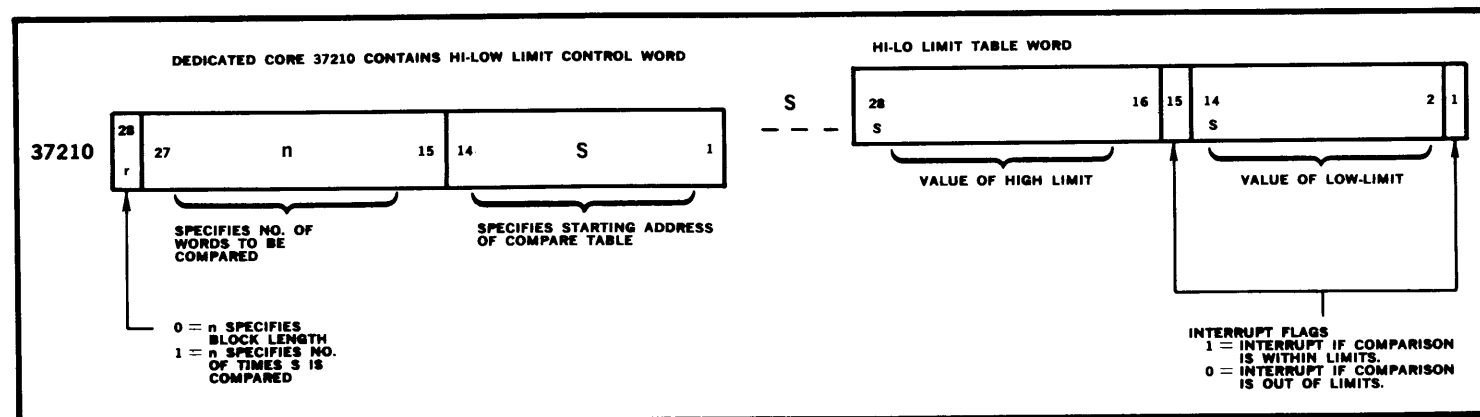 DEDICATED CORE 37210 CONTAINS HI-LOW LIMIT CONTROL WORD
37210
28
r
27 n 15
14 S 1
SPECIFIES NO. OF
WORDS TO BE
COMPARED
SPECIFIES STARTING ADDRESS
OF COMPARE TABLE
0 = n SPECIFIES
BLOCK LENGTH
1 = n SPECIFIES NO.
OF TIMES S IS
COMPARED
HI-LO LIMIT TABLE WORD
S
28 16
S
15
14 2
S
1
VALUE OF HIGH LIMIT
VALUE OF LOW-LIMIT
INTERRUPT FLAGS
1 = INTERRUPT IF COMPARISON
IS WITHIN LIMITS.
0 = INTERRUPT IF COMPARISON
IS OUT OF LIMITS.